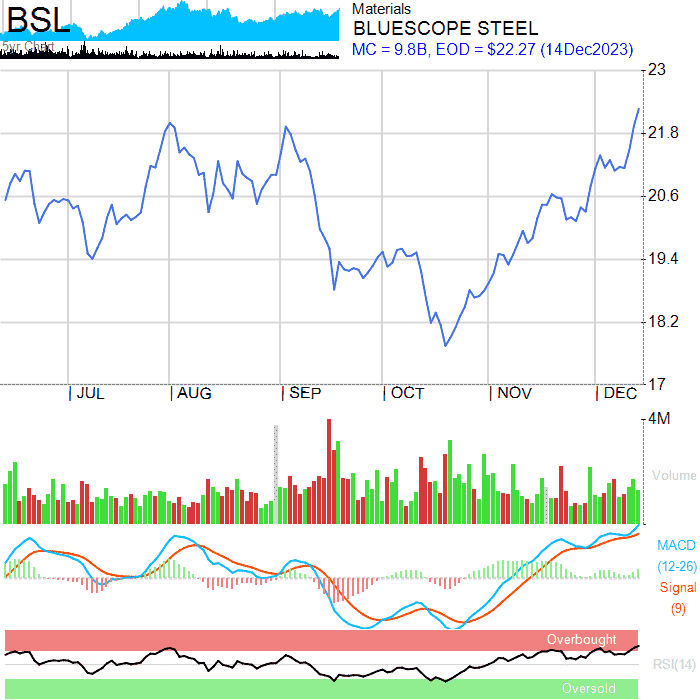 BSL
5yr Chart
Materials
BLUESCOPE STEEL
MC = 9.8B, EOD = $22.27 (14Dec2023)
23
21.8
20.6
19.4
18.2
17
JUL AUG SEP OCT NOV DEC
4M
Volume
MACD
(12-26)
Signal
(9)
Overbought
RSI(14)
Oversold